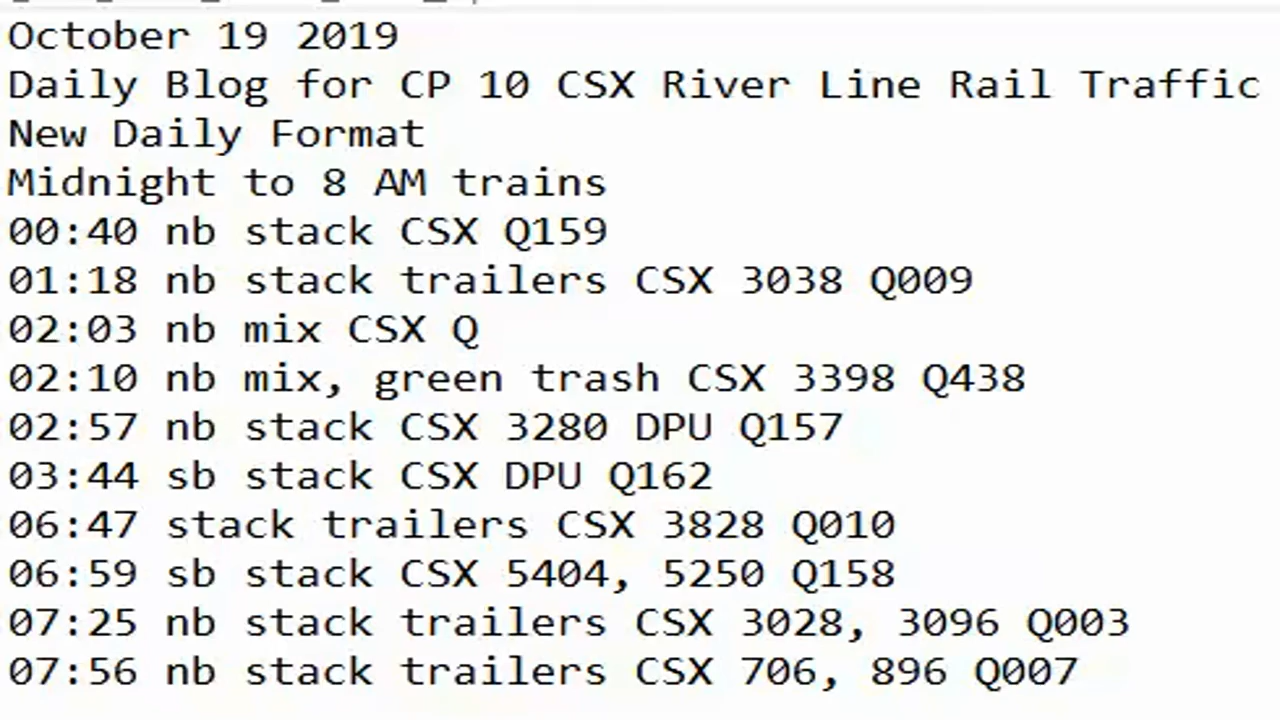 October 19 2019
Daily Blog for CP 10 CSX River Line Rail Traffic
New Daily Format
Midnight to 8 AM trains
00:40 nb stack CSX Q159
01:18 nb stack trailers CSX 3038 Q009
02:03 nb mix CSX Q
02:10 nb mix, green trash CSX 3398 Q438
02:57 nb stack CSX 3280 DPU Q157
03:44 sb stack CSX DPU Q162
06:47 stack trailers CSX 3828 Q010
06:59 sb stack CSX 5404, 5250 Q158
07:25 nb stack trailers CSX 3028, 3096 Q003
07:56 nb stack trailers CSX 706, 896 Q007